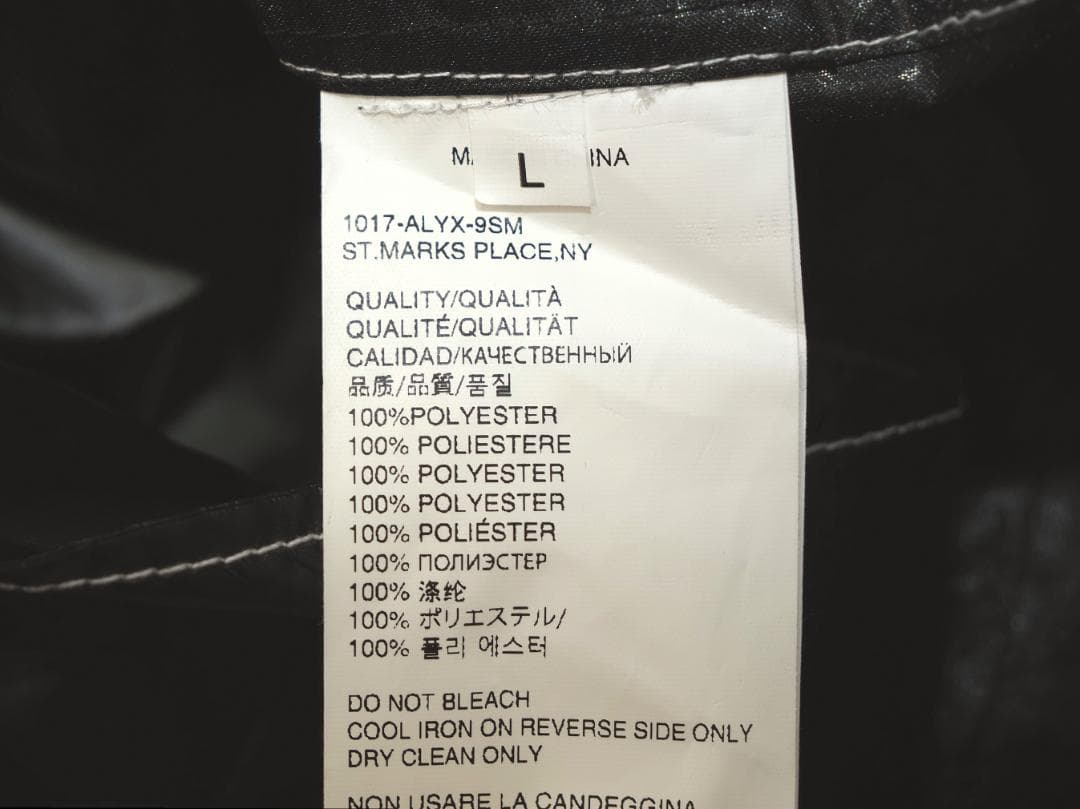 L
1017-ALYX-9SM
ST.MARKS PLACE,NY
QUALITY/QUALITÀ
QUALITÉ/QUALITÄT
CALIDAD/КАЧЕСТВЕННЫЙ
品质/品質/품질
100%POLYESTER
100% POLIESTERE
100% POLYESTER
100% POLYESTER
100% POLIÉSTER
100% ПОЛИЭСТЕР
100% 涤纶
100% ポリエステル/
100% 폴리 에스터
DO NOT BLEACH
COOL IRON ON REVERSE SIDE ONLY
DRY CLEAN ONLY
NON USARE LA CANDEGGINA